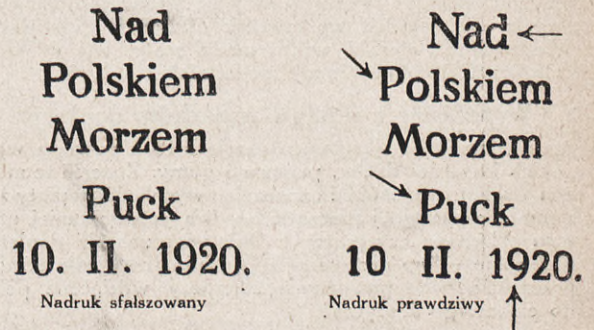 Nad
Polskiem
Morzem
Puck
10. II. 1920.
Nadruk sfałszowany
Nad
Polskiem
Morzem
Puck
10 II. 1920.
Nadruk prawdziwy